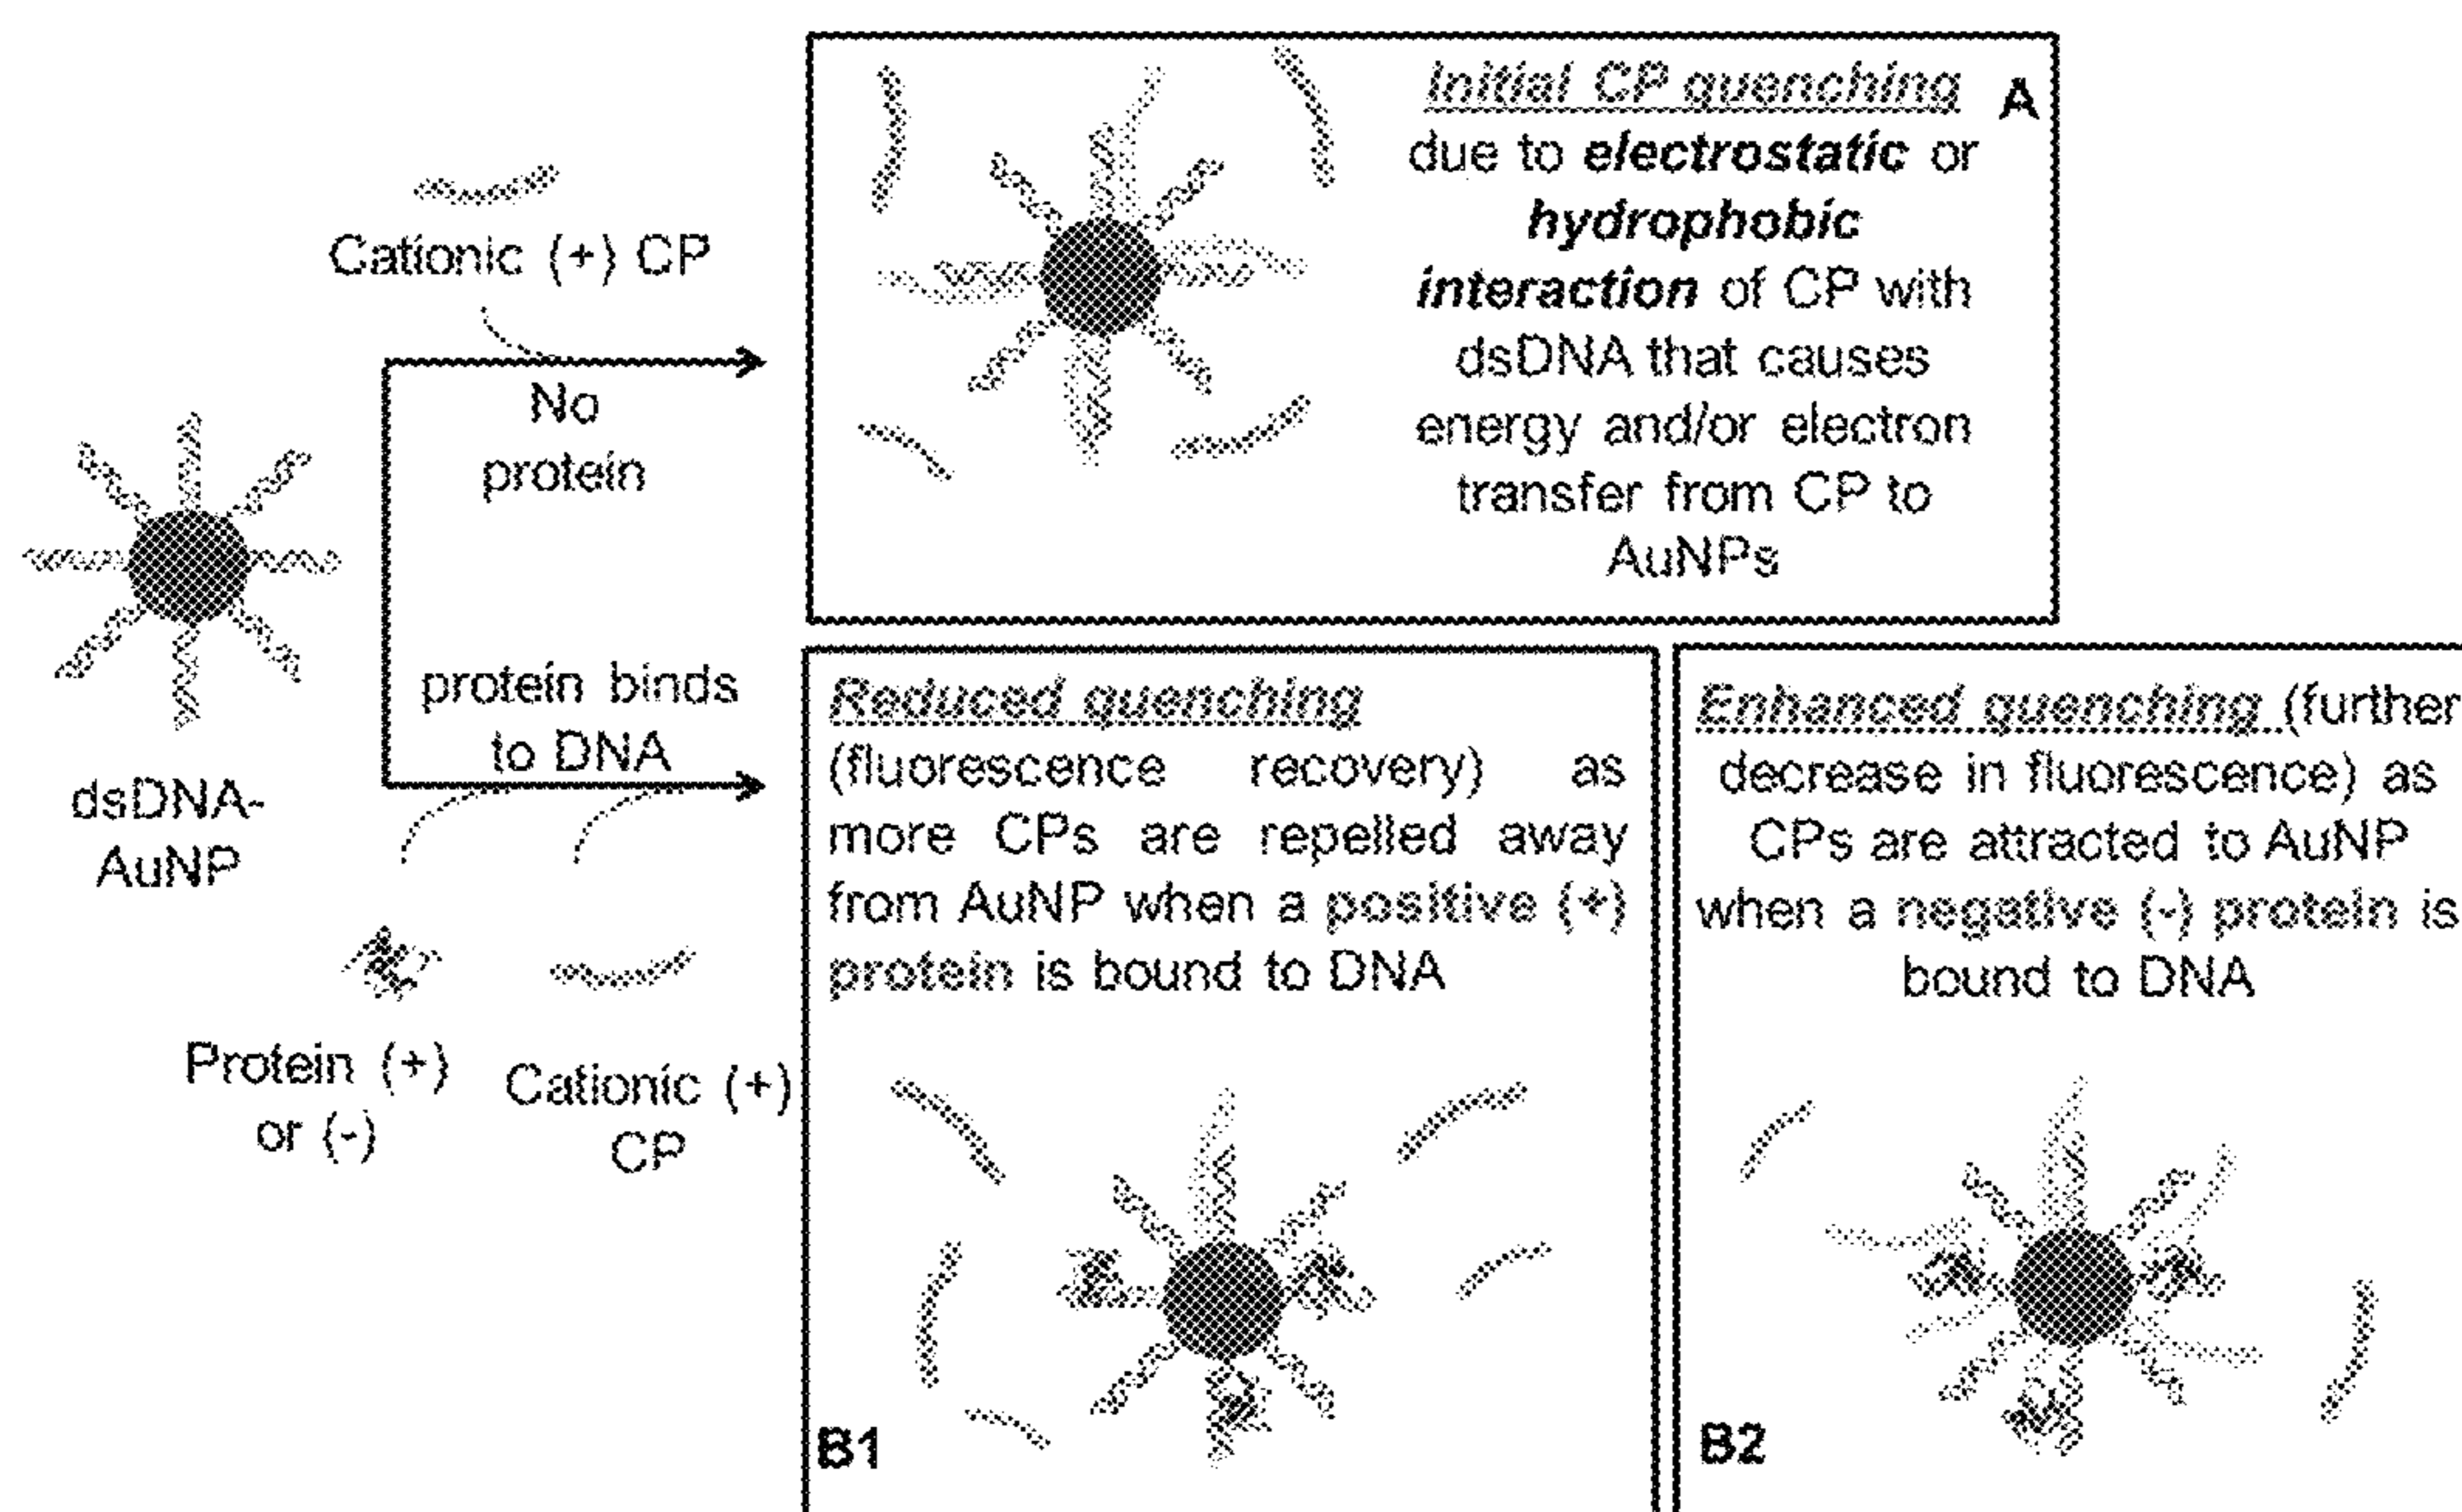 Cationic (+) CP
No
protein
dsDNA-
AuNP
protein binds
to DNA
Protein (+)
or (-)
Cationic (+)
CP
Initial CP quenching
A
due to electrostatic or
hydrophobic
interaction of CP with
dsDNA that causes
energy and/or electron
transfer from CP to
AuNPs
Reduced quenching
(fluorescence recovery) as
more CPs are repelled away
from AuNP when a positive (+)
protein is bound to DNA
B1
Enhanced quenching (further
decrease in fluorescence) as
CPs are attracted to AuNP
when a negative (-) protein is
bound to DNA
B2